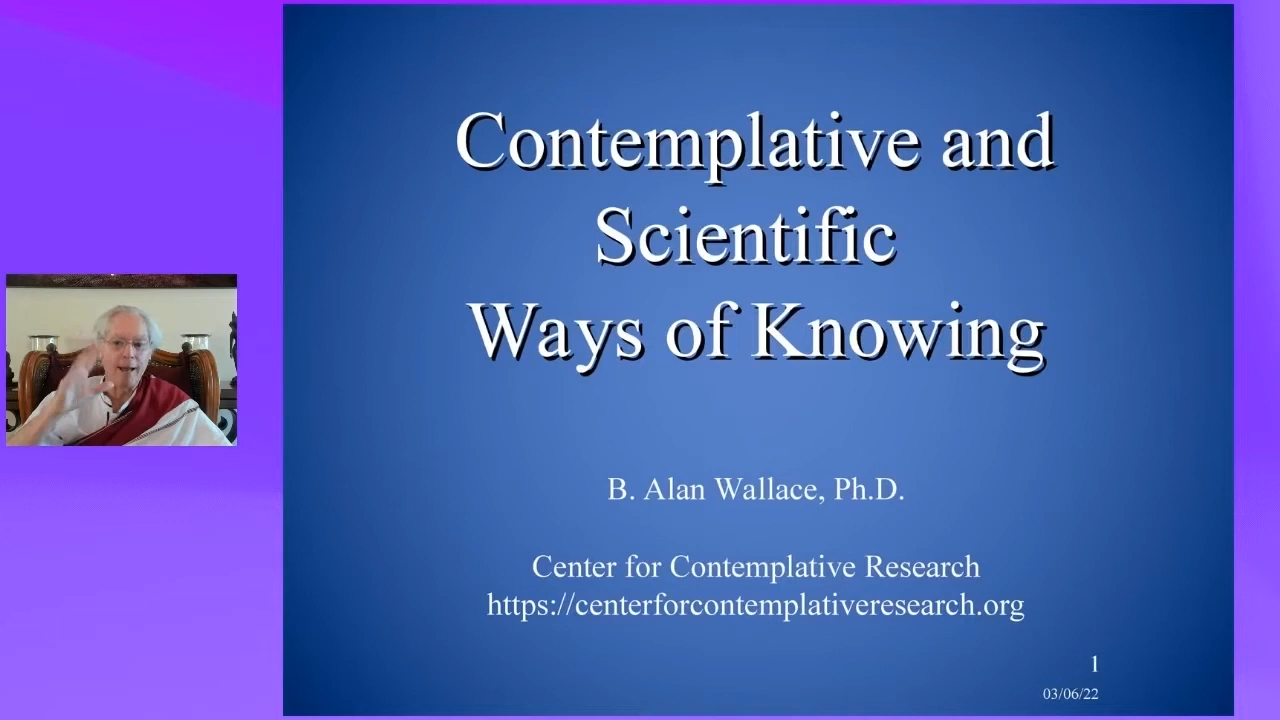 Contemplative and
Scientific
Ways of Knowing
B. Alan Wallace, Ph.D.
Center for Contemplative Research
https://centerforcontemplativeresearch.org
1
03/06/22